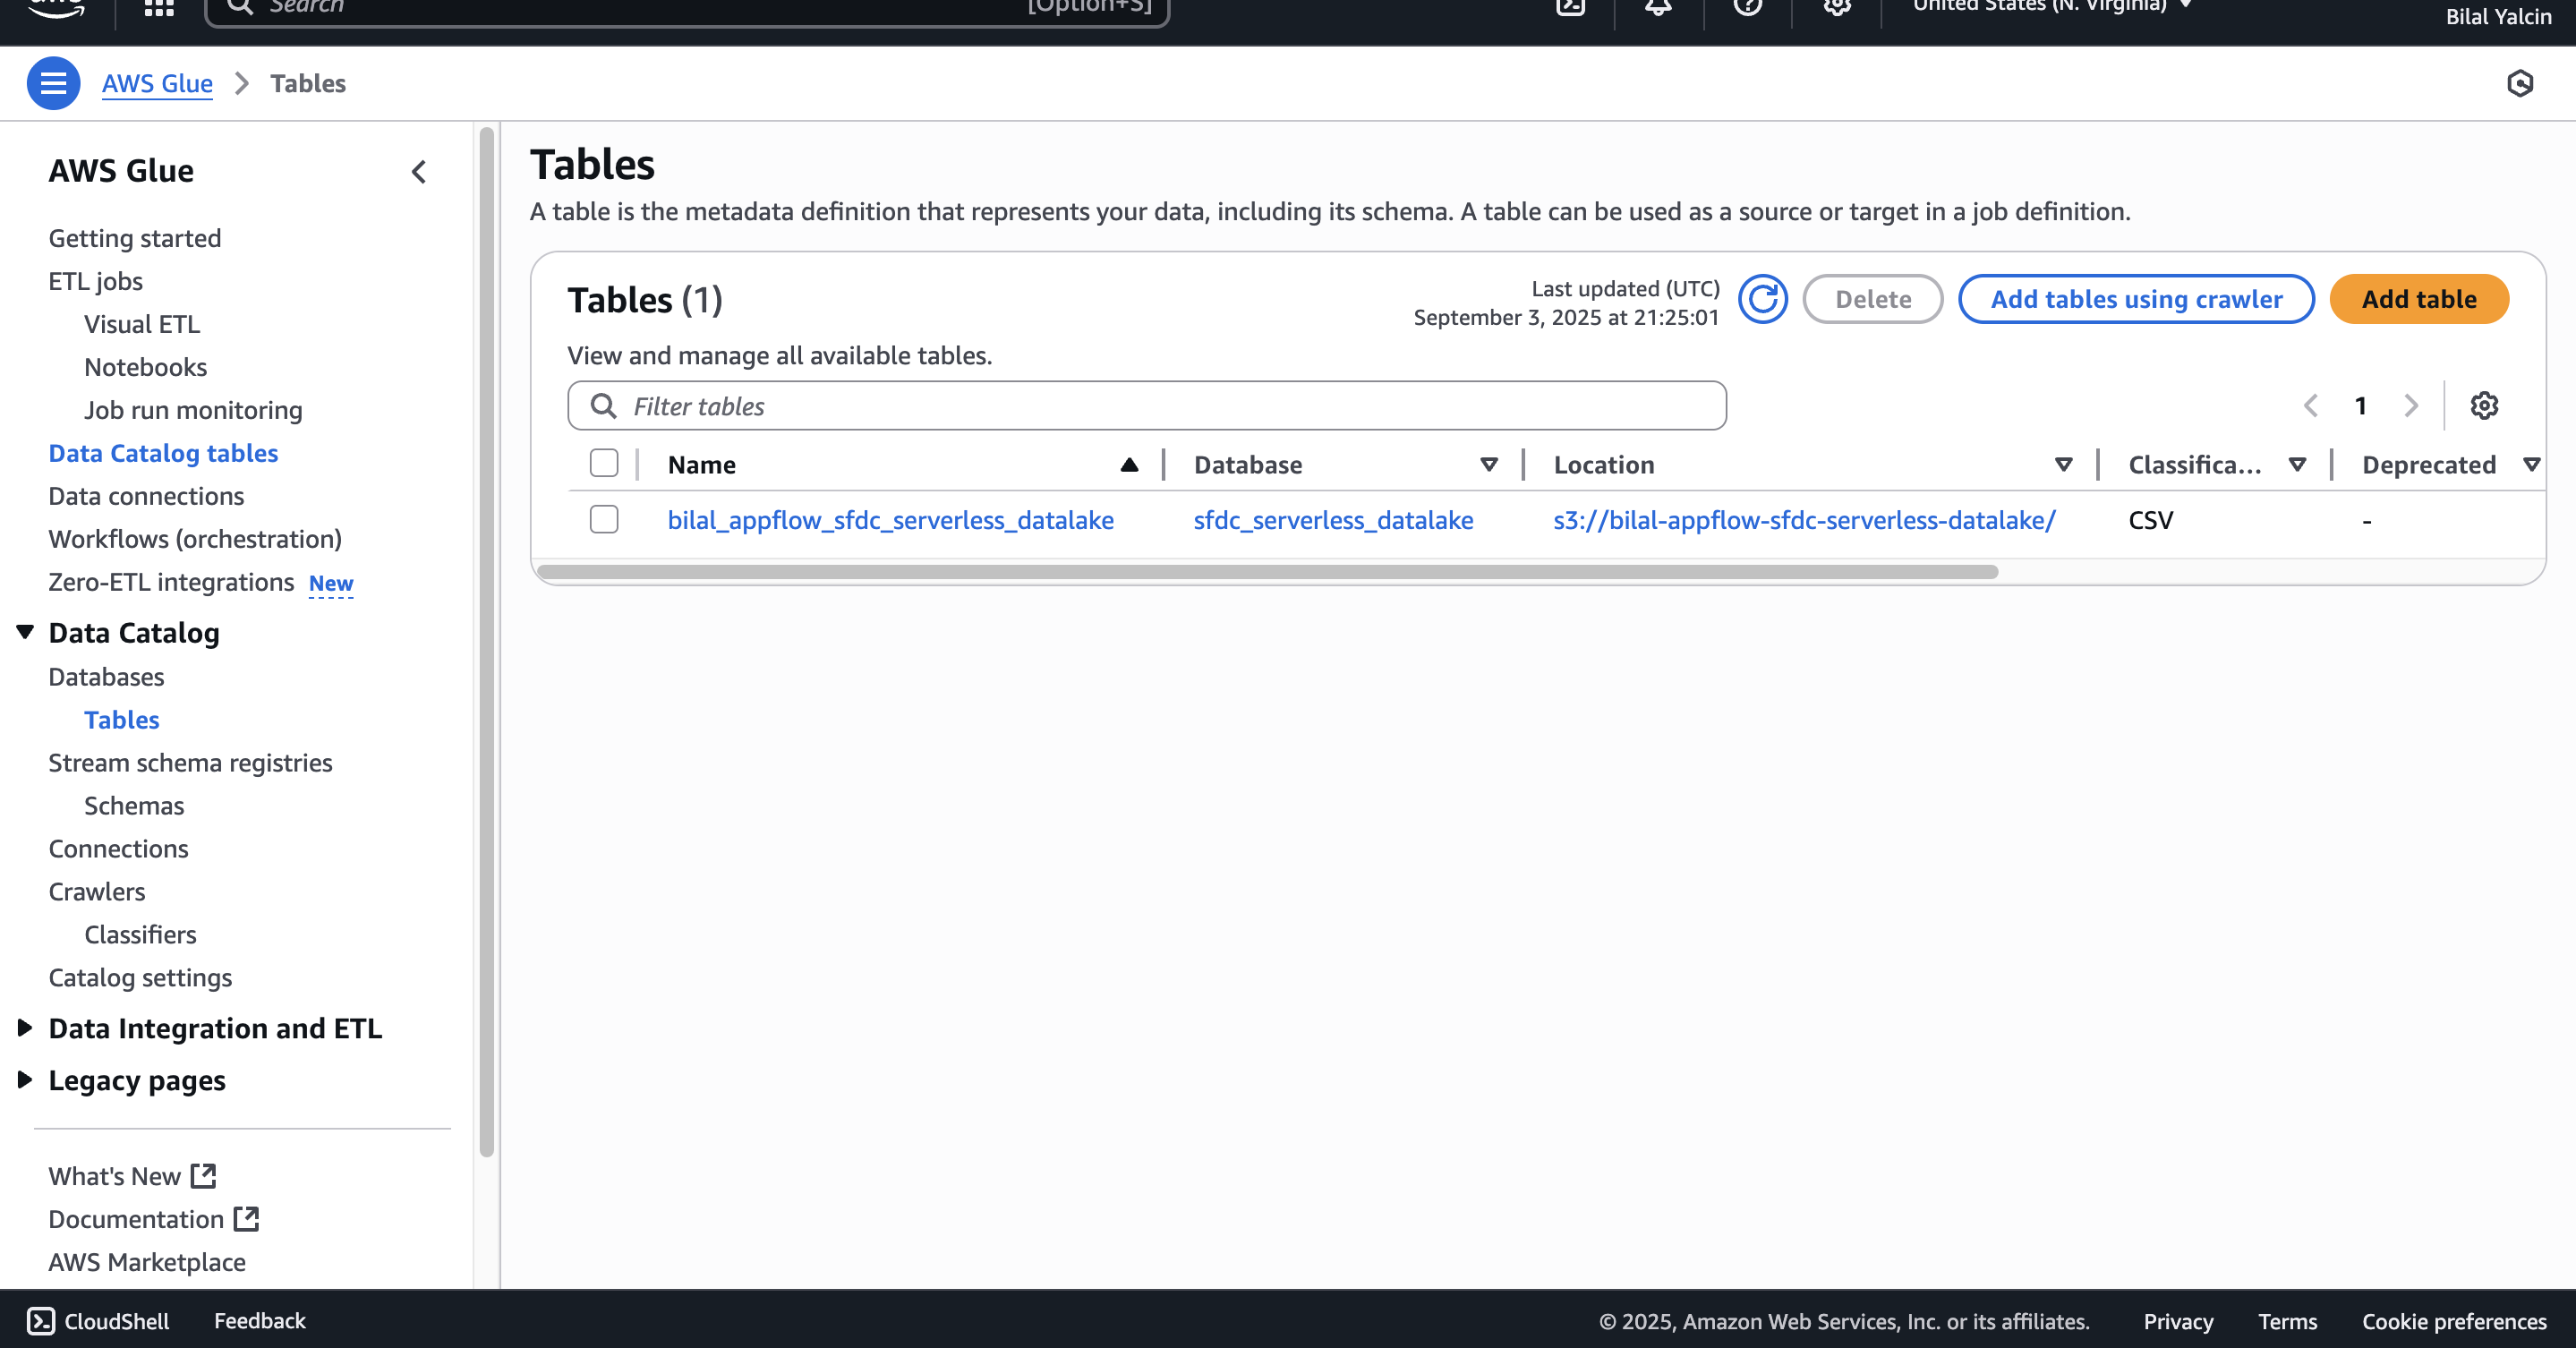 aws
Search
[Option+S]
United States (N. Virginia)
Bilal Yalcin
AWS Glue
Tables
AWS Glue
Getting started
ETL jobs
Visual ETL
Notebooks
Job run monitoring
Data Catalog tables
Data connections
Workflows (orchestration)
Zero-ETL integrations New
Data Catalog
Databases
Tables
Stream schema registries
Schemas
Connections
Crawlers
Classifiers
Catalog settings
Data Integration and ETL
Legacy pages
What's New
Documentation
AWS Marketplace
Tables
A table is the metadata definition that represents your data, including its schema. A table can be used as a source or target in a job definition.
Tables (1)
Last updated (UTC)
September 3, 2025 at 21:25:01
Delete
Add tables using crawler
Add table
View and manage all available tables.
Filter tables
1
Name Database Location Classifica... Deprecated
bilal_appflow_sfdc_serverless_datalake sfdc_serverless_datalake s3://bilal-appflow-sfdc-serverless-datalake/ CSV -
CloudShell Feedback © 2025, Amazon Web Services, Inc. or its affiliates. Privacy Terms Cookie preferences